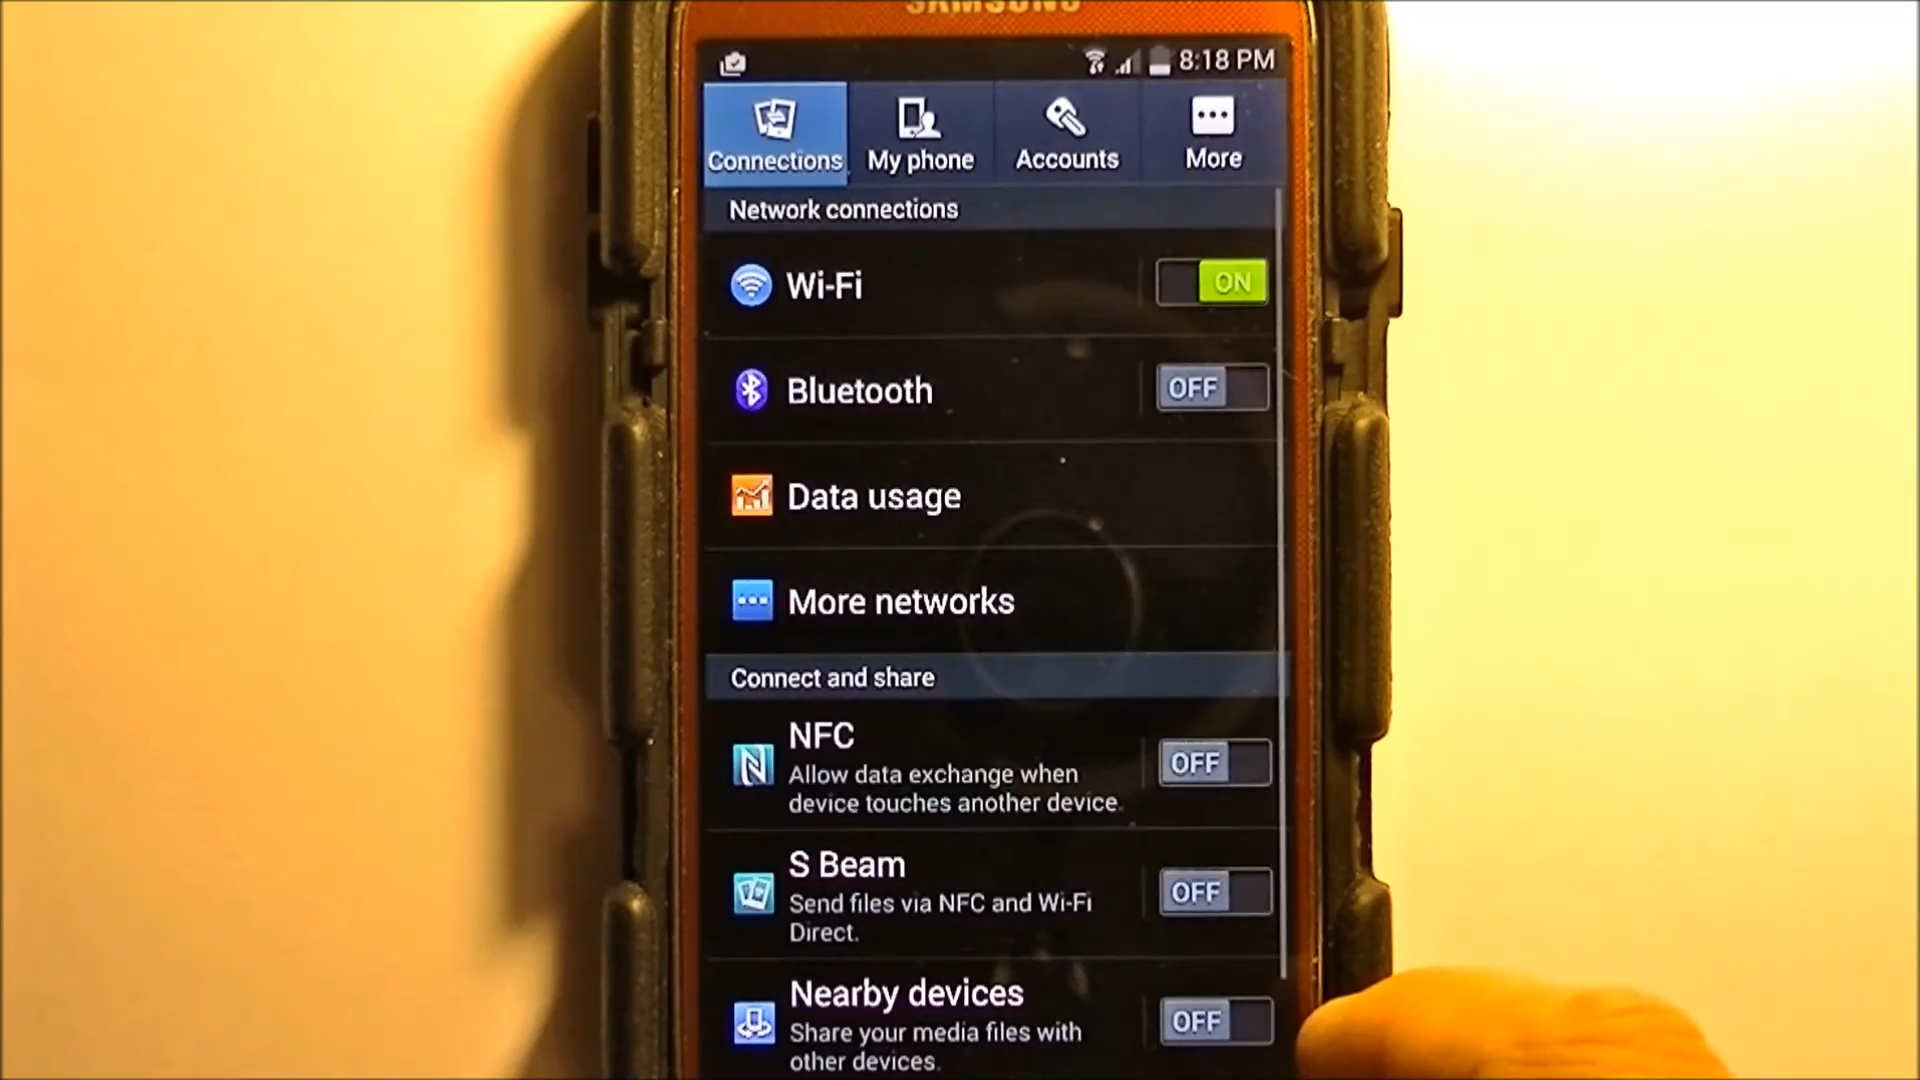 SAMSUNG
8:18 PM
Connections
My phone
Accounts
More
Network connections
Wi-Fi
ON
Bluetooth
OFF
Data usage
More networks
Connect and share
NFC
Allow data exchange when
device touches another device.
OFF
S Beam
Send files via NFC and Wi-Fi
Direct.
OFF
Nearby devices
Share your media files with
other devices.
OFF